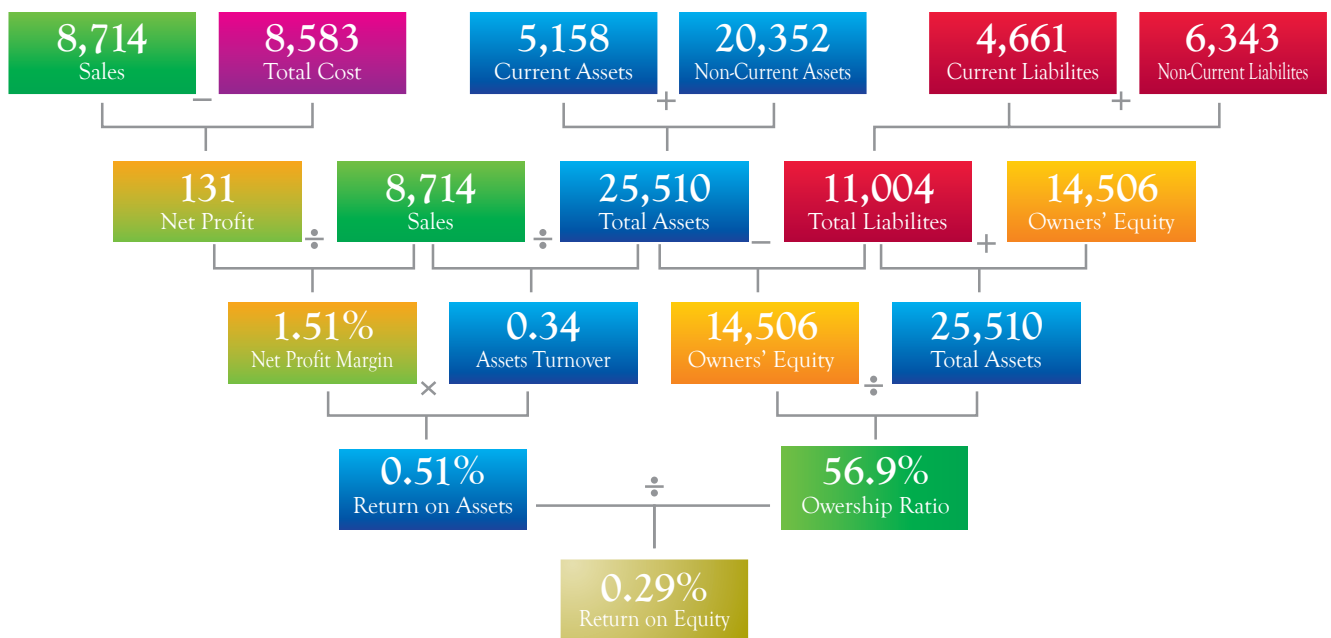 8,714
Sales
8,583
Total Cost
5,158
Current Assets
20,352
Non-Current Assets
4,661
Current Liabilites
6,343
Non-Current Liabilites
−
+
+
131
Net Profit
8,714
Sales
25,510
Total Assets
11,004
Total Liabilites
14,506
Owners' Equity
÷
÷
−
+
1.51%
Net Profit Margin
0.34
Assets Turnover
14,506
Owners' Equity
25,510
Total Assets
×
÷
0.51%
Return on Assets
÷
56.9%
Owership Ratio
0.29%
Return on Equity